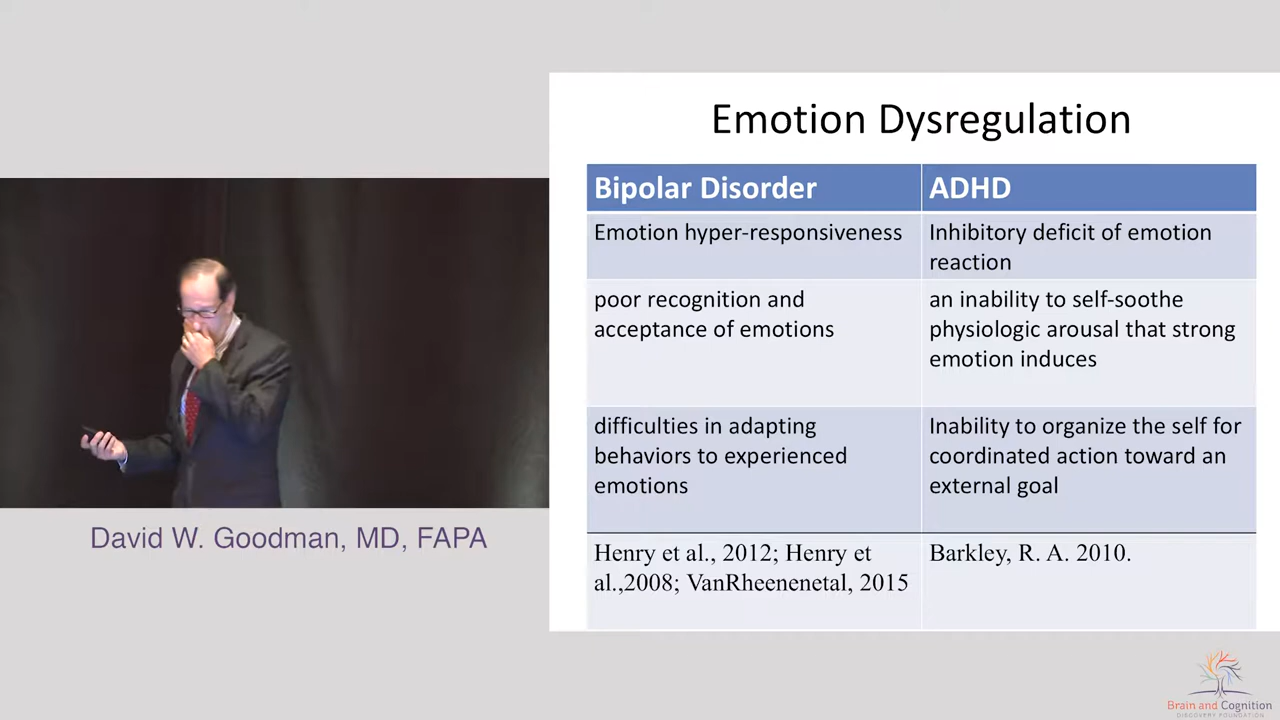 Emotion Dysregulation
Bipolar Disorder
ADHD
Emotion hyper-responsiveness
Inhibitory deficit of emotion
reaction
poor recognition and
acceptance of emotions
an inability to self-soothe
physiologic arousal that strong
emotion induces
difficulties in adapting
behaviors to experienced
emotions
Inability to organize the self for
coordinated action toward an
external goal
Henry et al., 2012; Henry et
al.,2008; VanRheenenetal, 2015
Barkley, R. A. 2010.
David W. Goodman, MD, FAPA
Brain and Cognition
DISCOVERY FOUNDATION